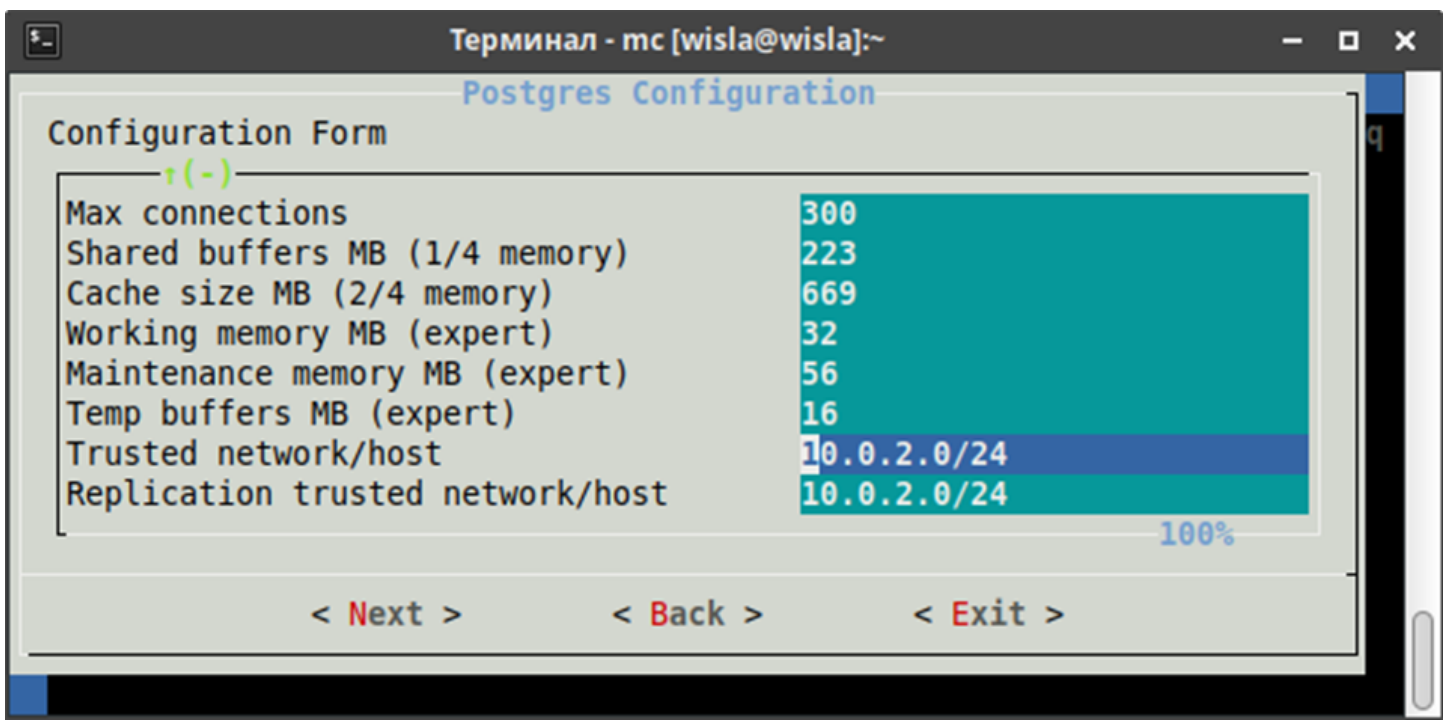 Терминал - mc [wisla@wisla]:~
Postgres Configuration
Configuration Form
q
↑(-)
Max connections 300
Shared buffers MB (1/4 memory) 223
Cache size MB (2/4 memory) 669
Working memory MB (expert) 32
Maintenance memory MB (expert) 56
Temp buffers MB (expert) 16
Trusted network/host 10.0.2.0/24
Replication trusted network/host 10.0.2.0/24
100%
< Next > < Back > < Exit >